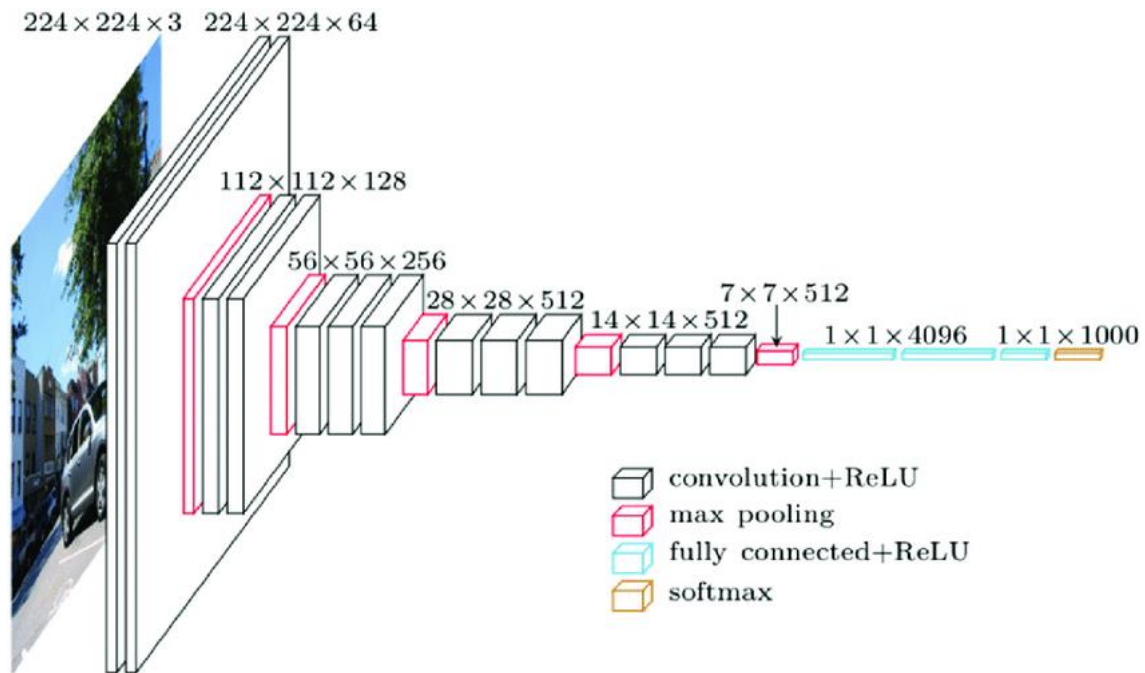 224 × 224 × 3
224 × 224 × 64
112 × 112 × 128
56 × 56 × 256
28 × 28 × 512
14 × 14 × 512
7 × 7 × 512
1 × 1 × 4096
1 × 1 × 1000
convolution+ReLU
max pooling
fully connected+ReLU
softmax